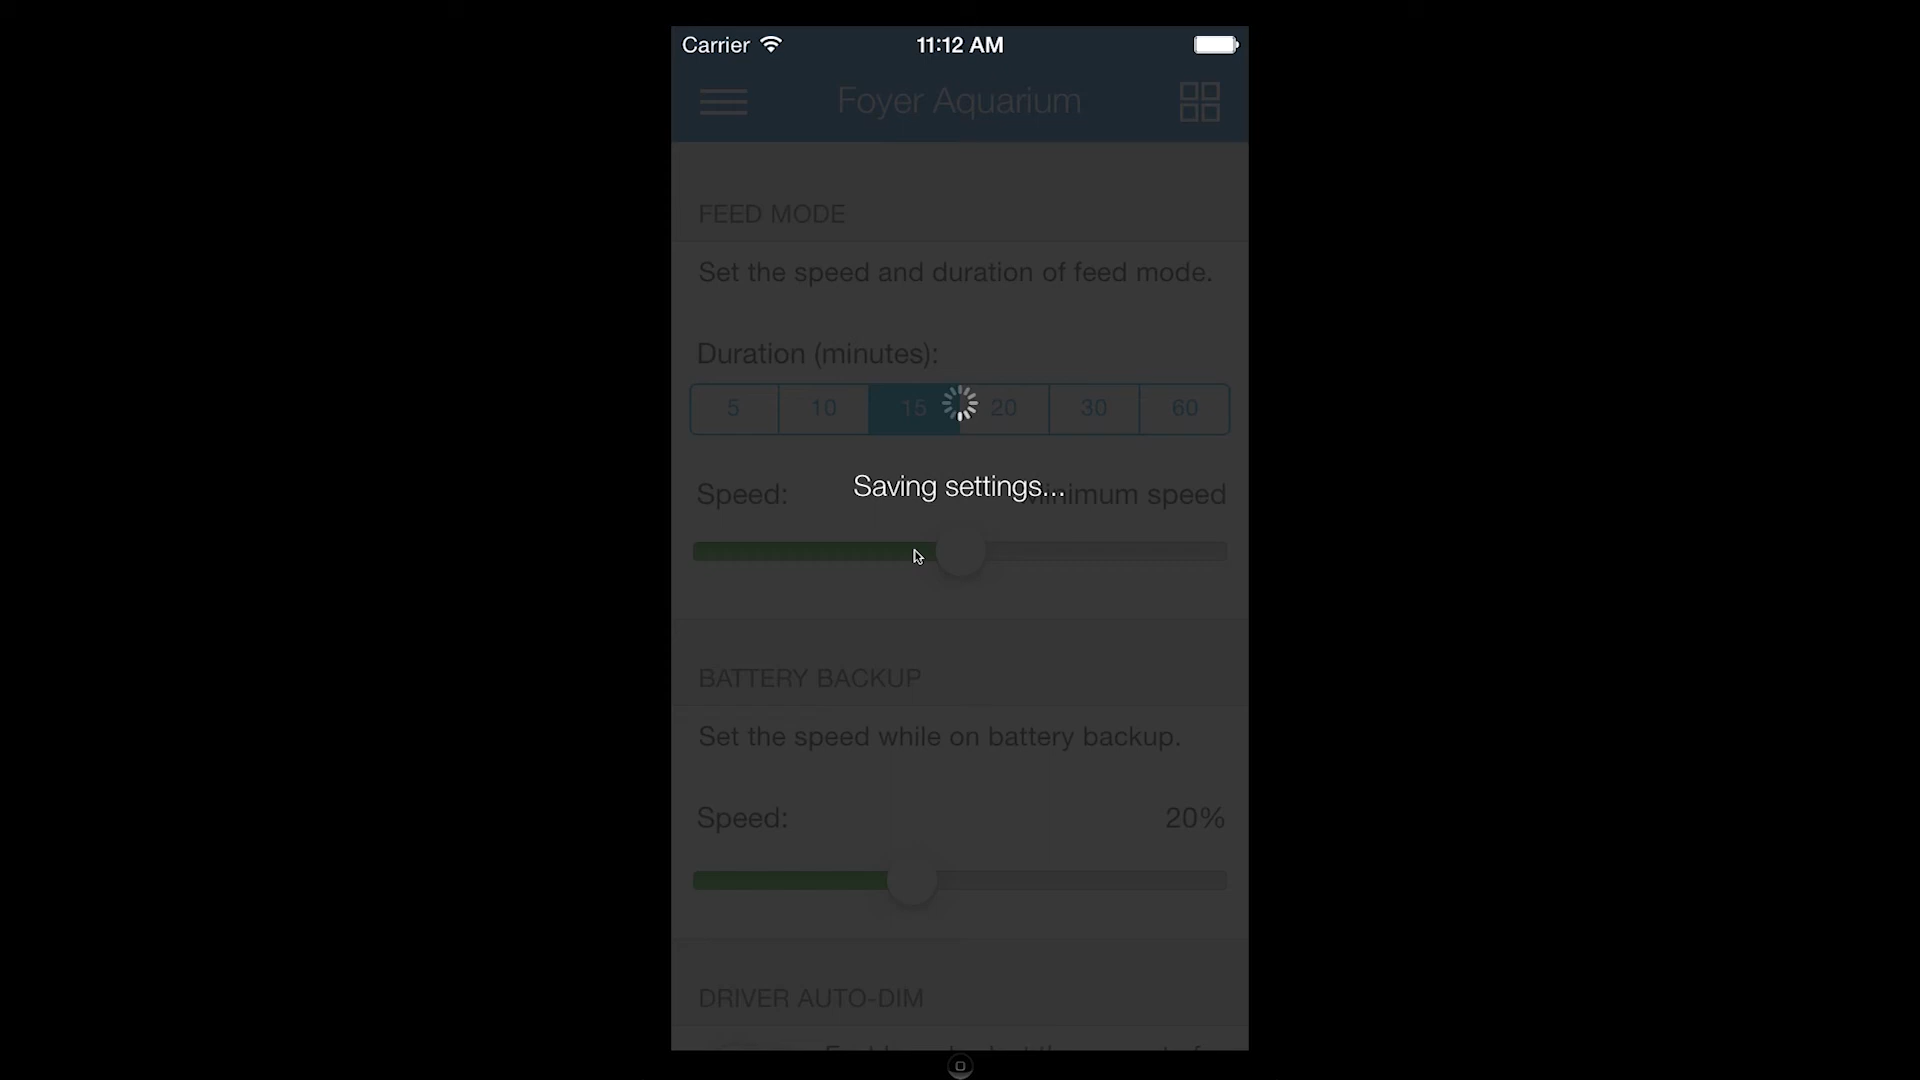 Carrier 11:12 AM
Foyer Aquarium
FEED MODE
Set the speed and duration of feed mode.
Duration (minutes):
5 10 15 20 30 60
Saving settings...
Speed: Minimum speed
BATTERY BACKUP
Set the speed while on battery backup.
Speed: 20%
DRIVER AUTO-DIM